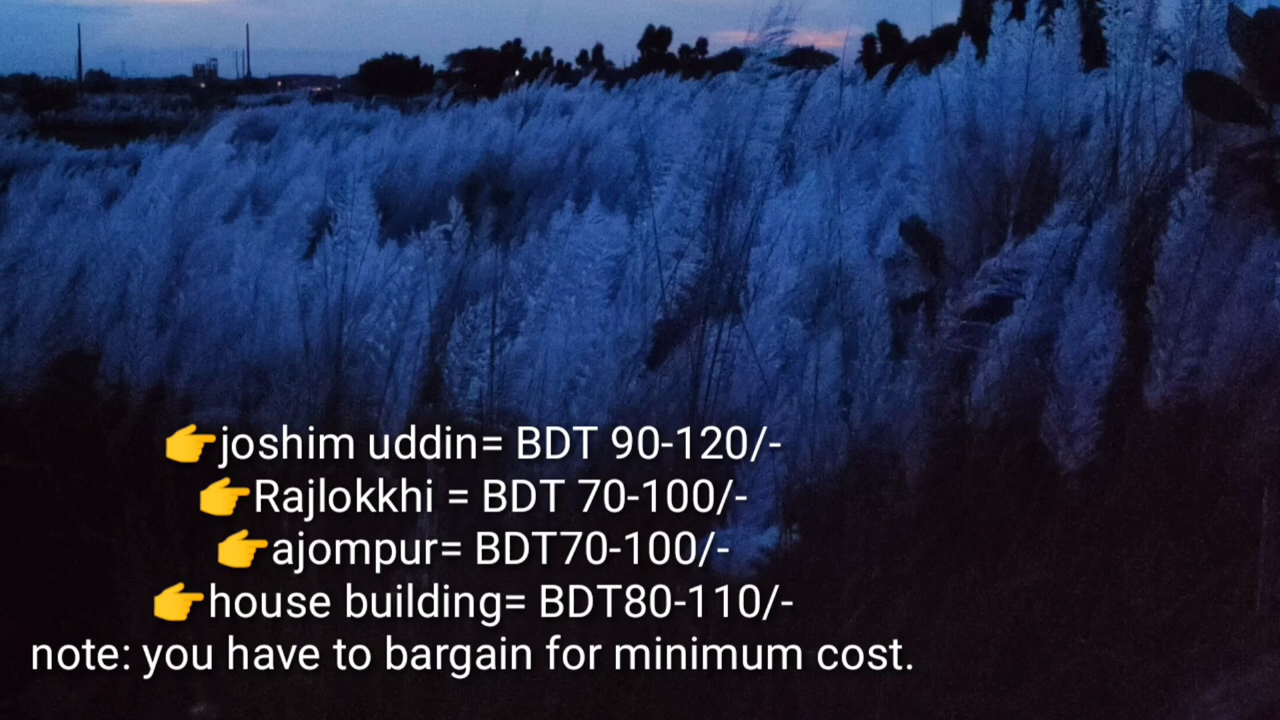 👉joshim uddin= BDT 90-120/-
👉Rajlokkhi = BDT 70-100/-
👉ajompur= BDT70-100/-
👉house building= BDT80-110/-
note: you have to bargain for minimum cost.